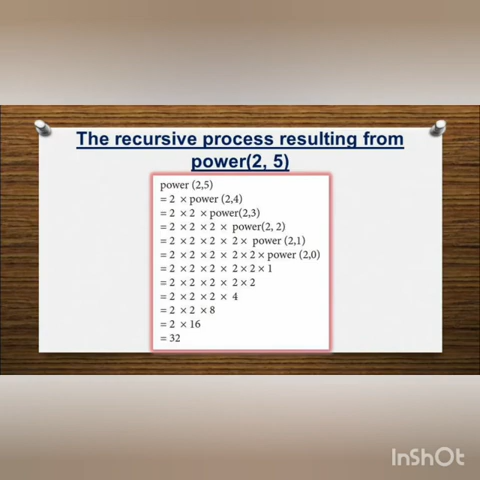 The recursive process resulting from
power(2, 5)
power (2,5)
= 2 × power (2,4)
= 2 × 2 × power(2,3)
= 2 × 2 × 2 × power(2, 2)
= 2 × 2 × 2 × 2 × power (2,1)
= 2 × 2 × 2 × 2 × 2 × power (2,0)
= 2 × 2 × 2 × 2 × 2 × 1
= 2 × 2 × 2 × 2 × 2
= 2 × 2 × 2 × 4
= 2 × 2 × 8
= 2 × 16
= 32
InShOt